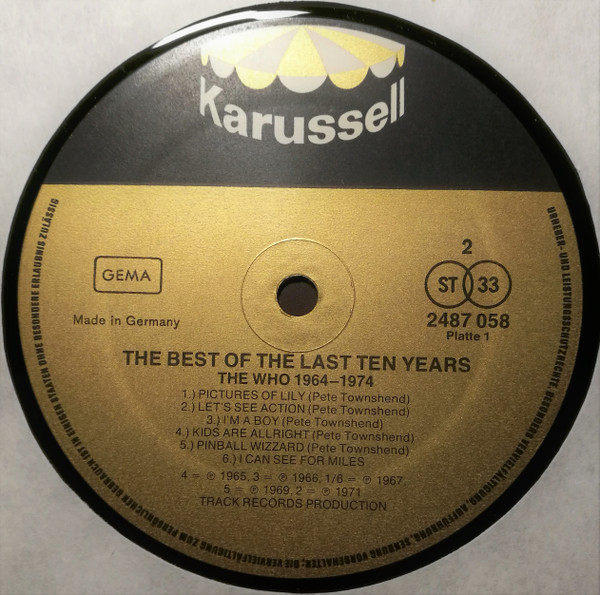 Karussell
GEMA
Made in Germany
2
ST 33
2487 058
Platte 1
THE BEST OF THE LAST TEN YEARS
THE WHO 1964–1974
1.) PICTURES OF LILY (Pete Townshend)
2.) LET'S SEE ACTION (Pete Townshend)
3.) I'M A BOY (Pete Townshend)
4.) KIDS ARE ALLRIGHT (Pete Townshend)
5.) PINBALL WIZZARD (Pete Townshend)
6.) I CAN SEE FOR MILES
4 = ℗ 1965, 3 = ℗ 1966, 1/6 = ℗ 1967,
5 = ℗ 1969, 2 = ℗ 1971
TRACK RECORDS PRODUCTION
URHEBER- UND LEISTUNGSSCHUTZRECHTE, BESONDERS VERVIELFÄLTIGUNG, AUFFÜHRUNG, SENDUNG VORBEHALTEN; DIE VERVIELFÄLTIGUNG ZUM PERSÖNLICHEN GEBRAUCH IST IN EINIGEN STAATEN OHNE BESONDERE ERLAUBNIS ZULÄSSIG